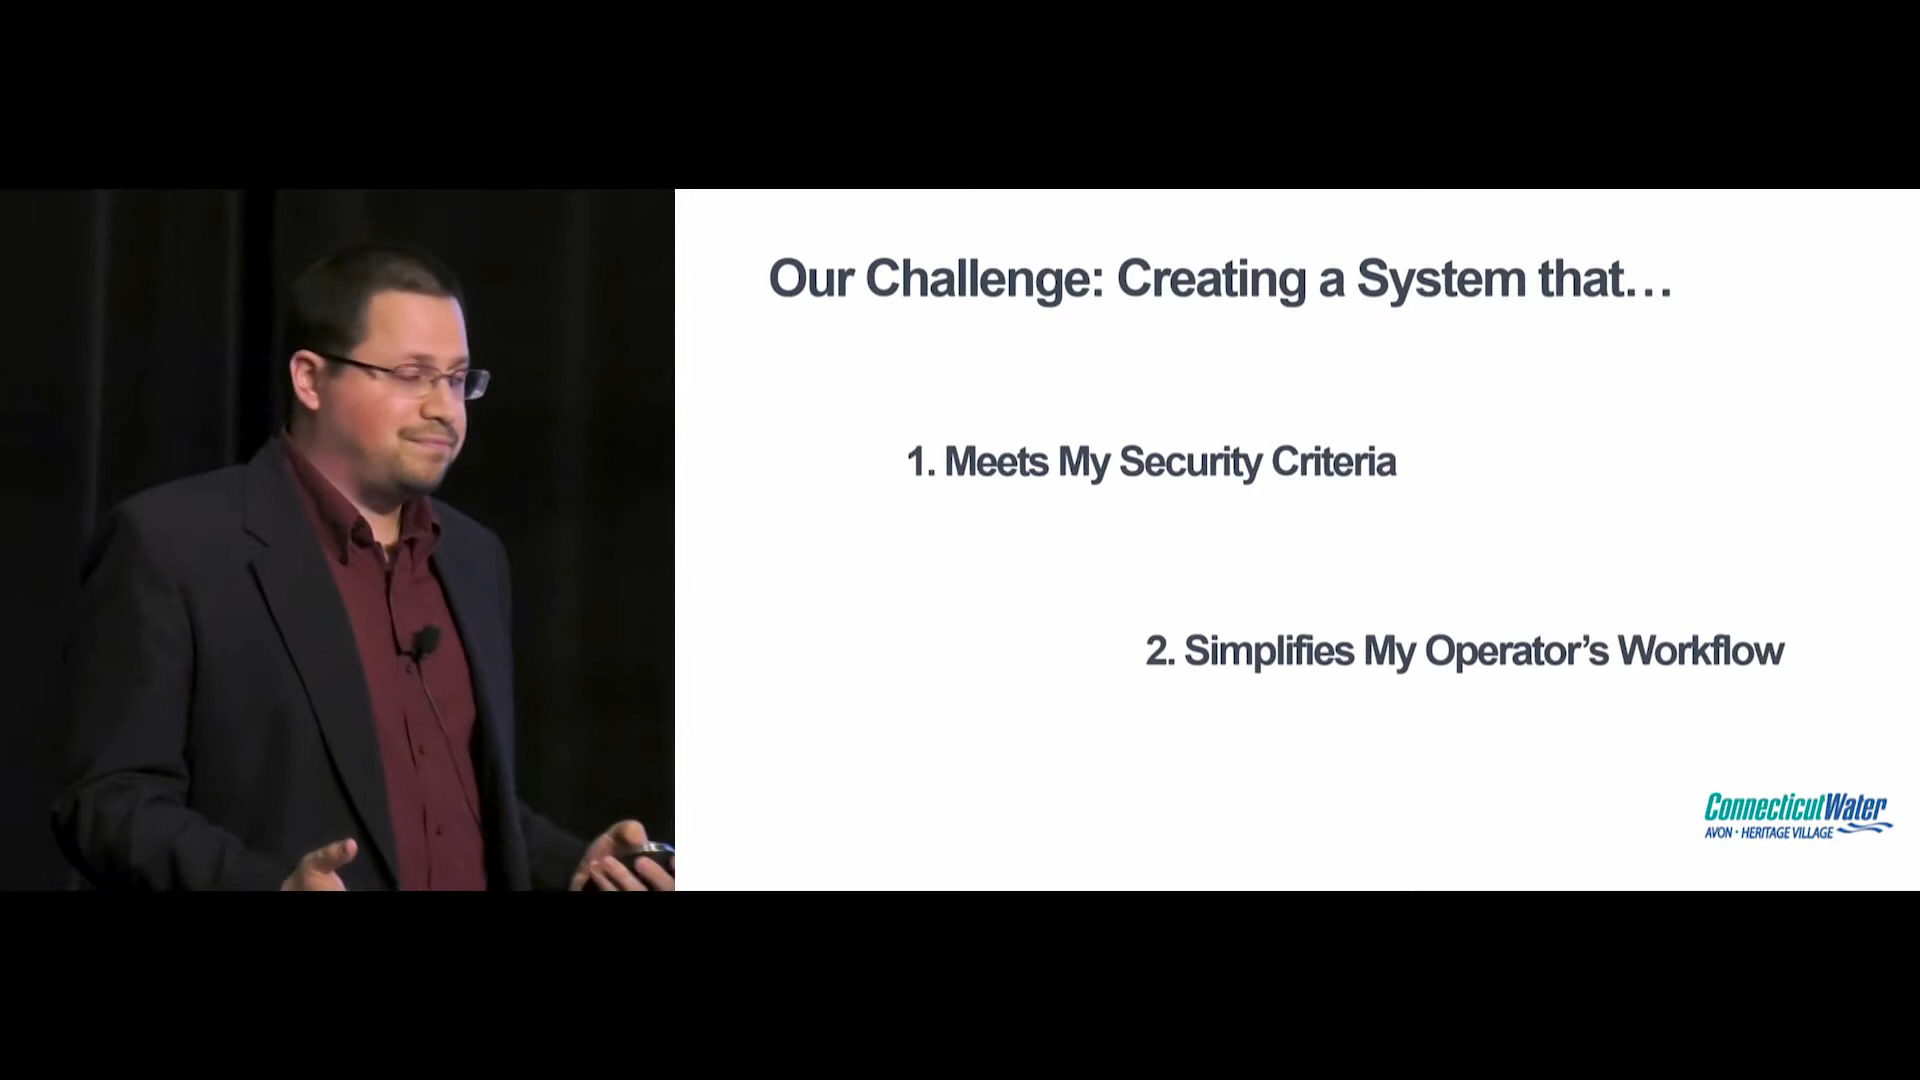 Our Challenge: Creating a System that…
1. Meets My Security Criteria
2. Simplifies My Operator’s Workflow
ConnecticutWater
AVON · HERITAGE VILLAGE